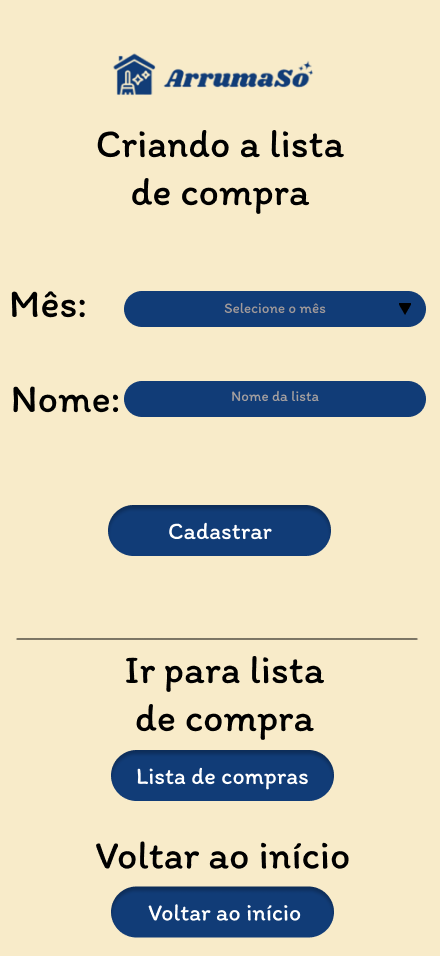 ArrumaSó
Criando a lista
de compra
Mês:
Selecione o mês
Nome:
Nome da lista
Cadastrar
Ir para lista
de compra
Lista de compras
Voltar ao início
Voltar ao início